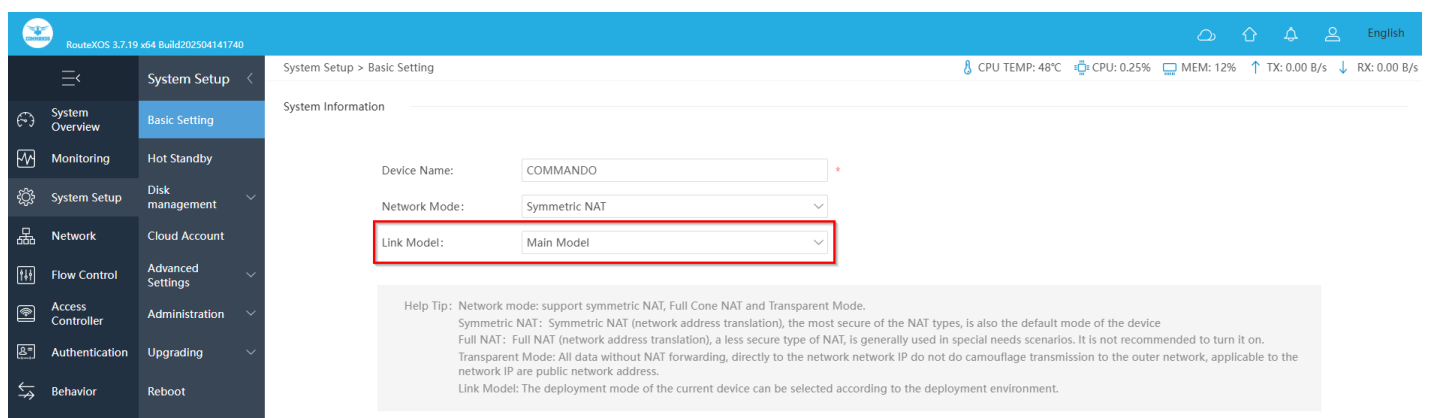 RouteXOS 3.7.19 x64 Build202504141740
English
System Setup
System Setup > Basic Setting
CPU TEMP: 48℃ CPU: 0.25% MEM: 12% TX: 0.00 B/s RX: 0.00 B/s
System Overview
Monitoring
System Setup
Network
Flow Control
Access Controller
Authentication
Behavior
Basic Setting
Hot Standby
Disk management
Cloud Account
Advanced Settings
Administration
Upgrading
Reboot
System Information
Device Name: COMMANDO *
Network Mode: Symmetric NAT
Link Model: Main Model
Help Tip: Network mode: support symmetric NAT, Full Cone NAT and Transparent Mode.
Symmetric NAT: Symmetric NAT (network address translation), the most secure of the NAT types, is also the default mode of the device
Full NAT: Full NAT (network address translation), a less secure type of NAT, is generally used in special needs scenarios. It is not recommended to turn it on.
Transparent Mode: All data without NAT forwarding, directly to the network network IP do not do camouflage transmission to the outer network, applicable to the
network IP are public network address.
Link Model: The deployment mode of the current device can be selected according to the deployment environment.